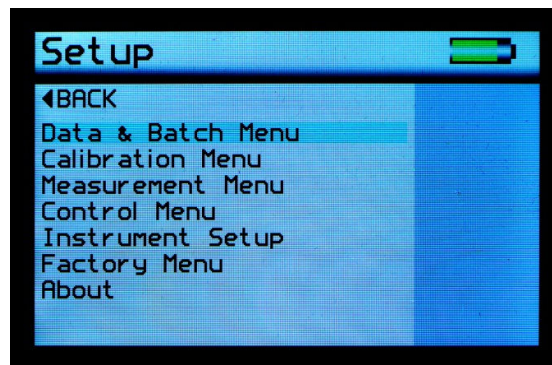 Setup
◀BACK
Data & Batch Menu
Calibration Menu
Measurement Menu
Control Menu
Instrument Setup
Factory Menu
About